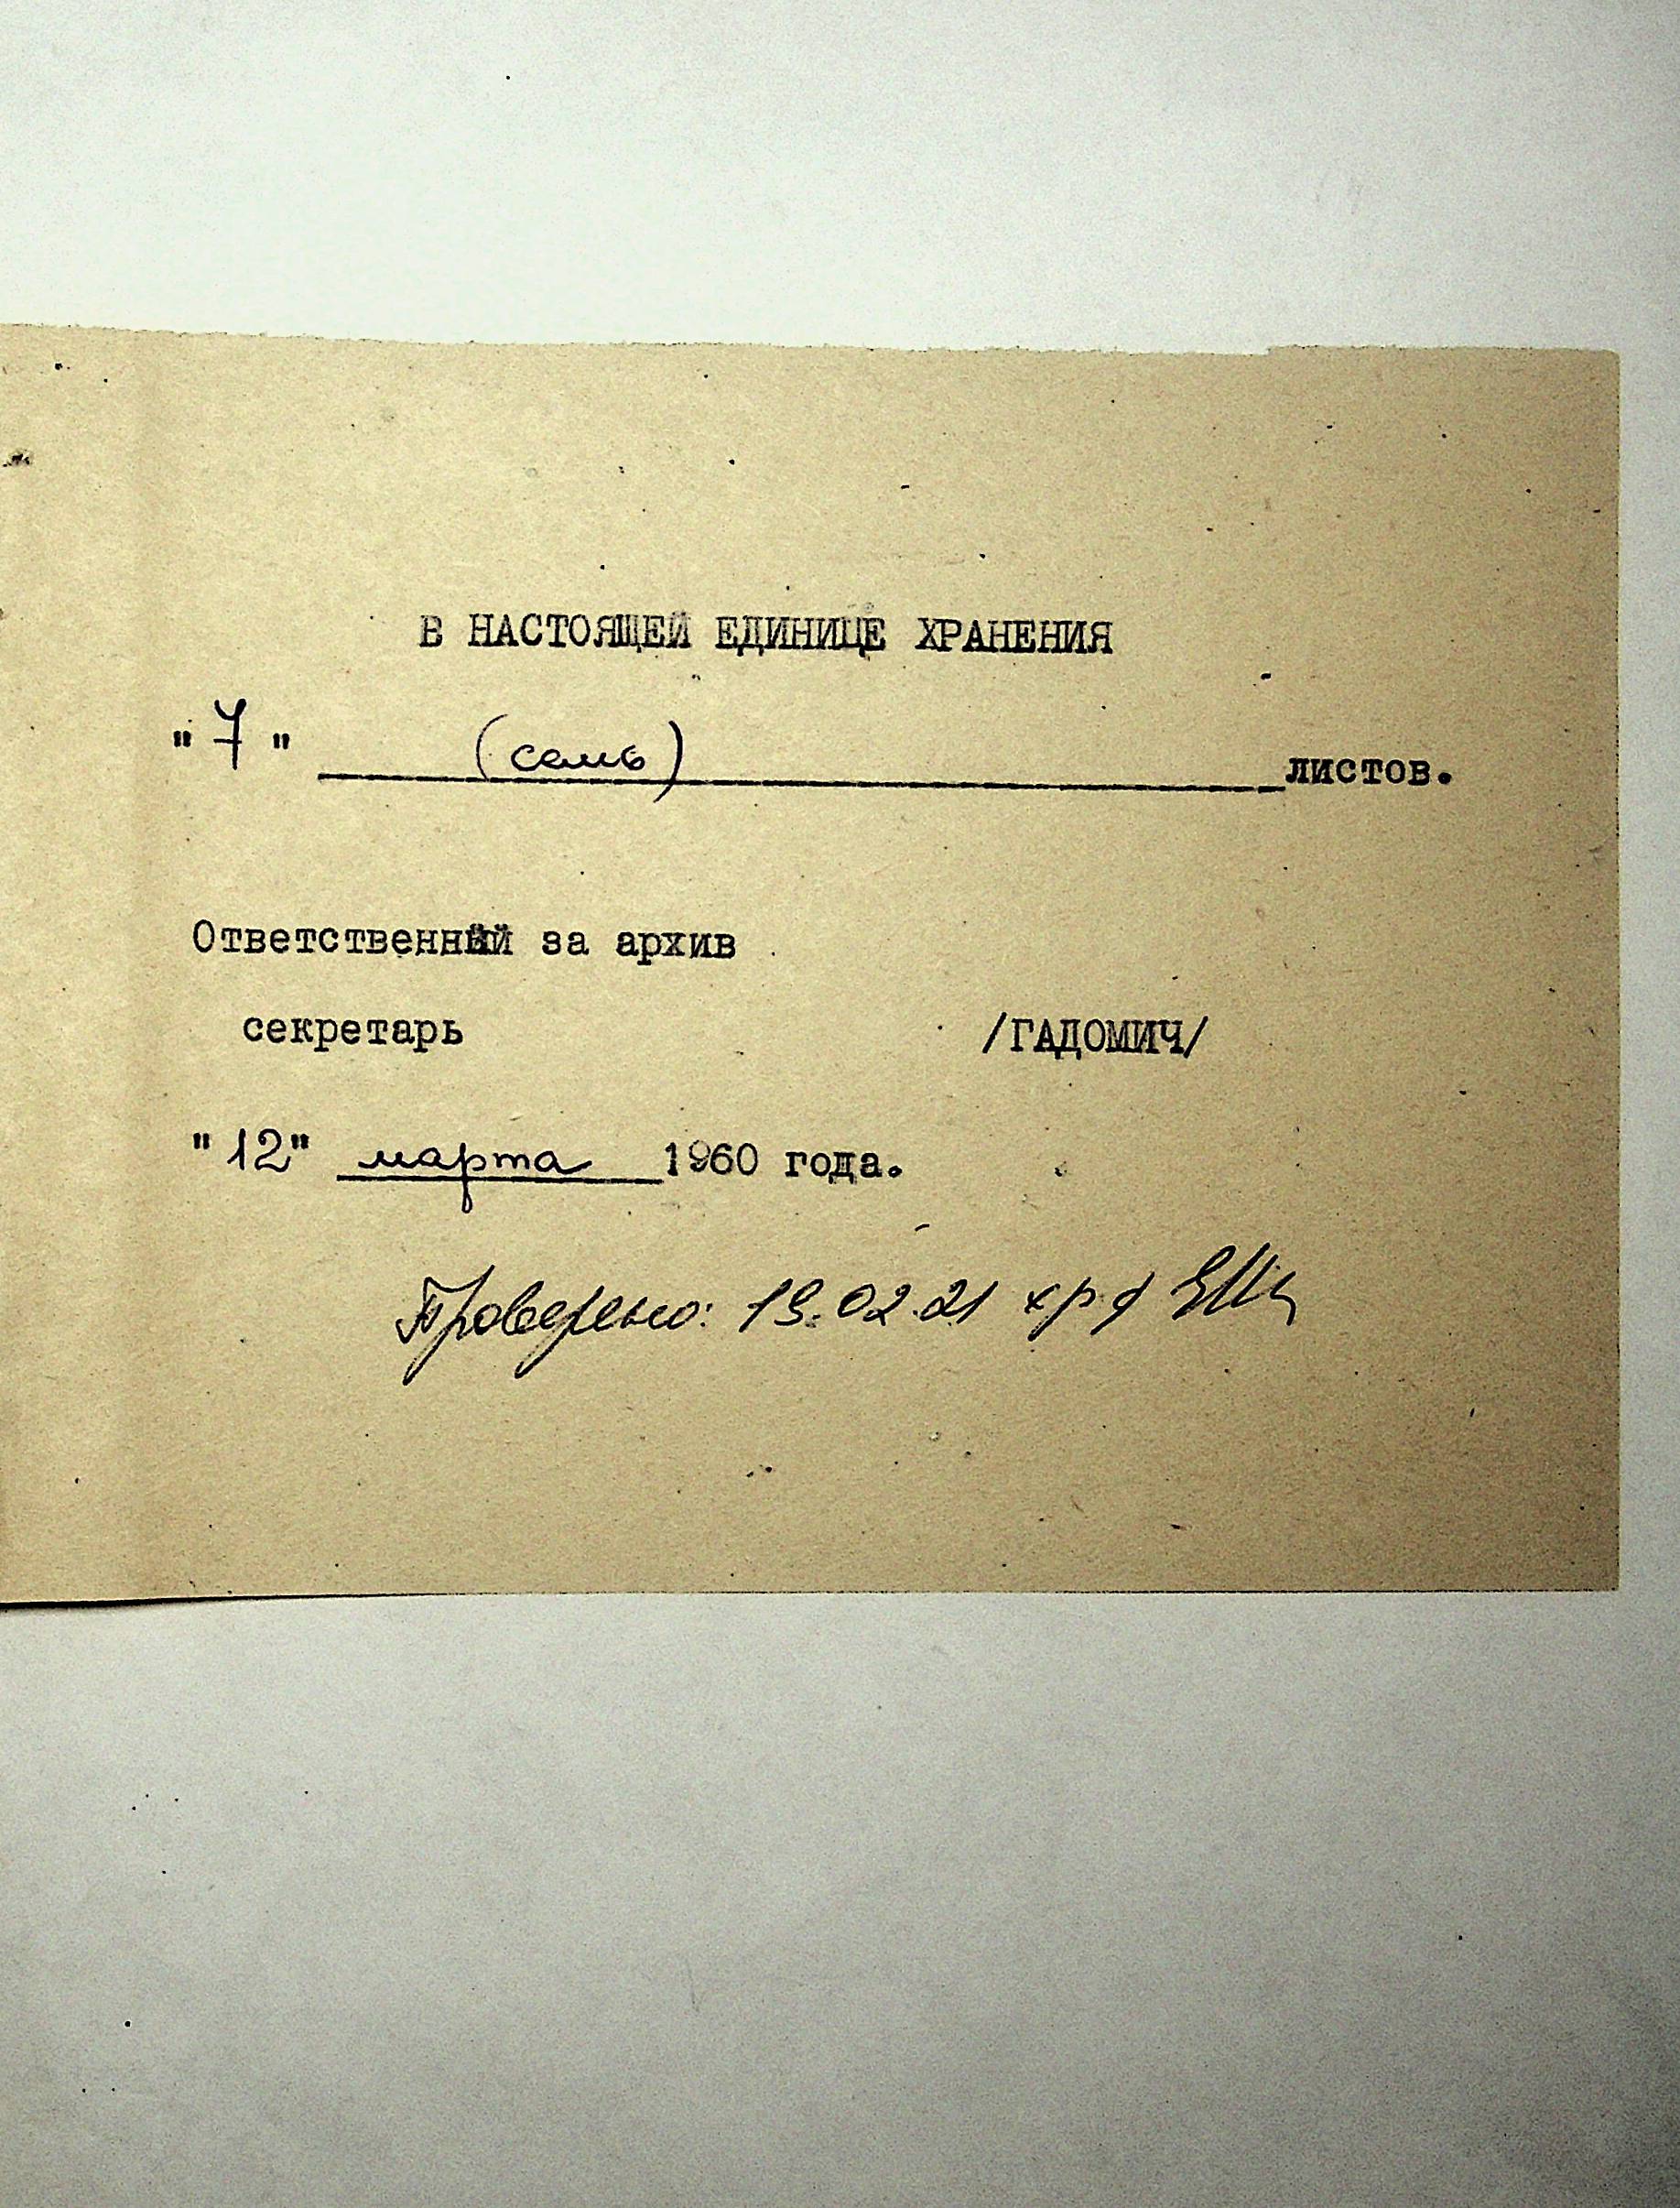 В НАСТОЯЩЕЙ ЕДИНИЦЕ ХРАНЕНИЯ
"7" (семь) листов.
Ответственный за архив
секретарь /ГАДОМИЧ/
"12" марта 1960 года.
Проверено: 19.02.21 хрф